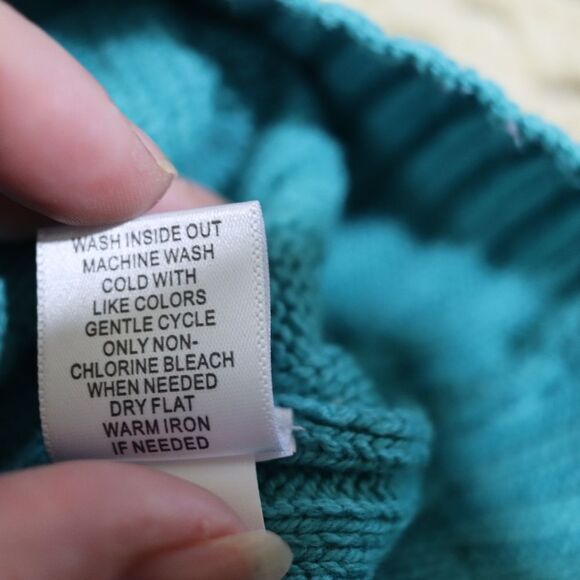 WASH INSIDE OUT
MACHINE WASH
COLD WITH
LIKE COLORS
GENTLE CYCLE
ONLY NON-
CHLORINE BLEACH
WHEN NEEDED
DRY FLAT
WARM IRON
IF NEEDED